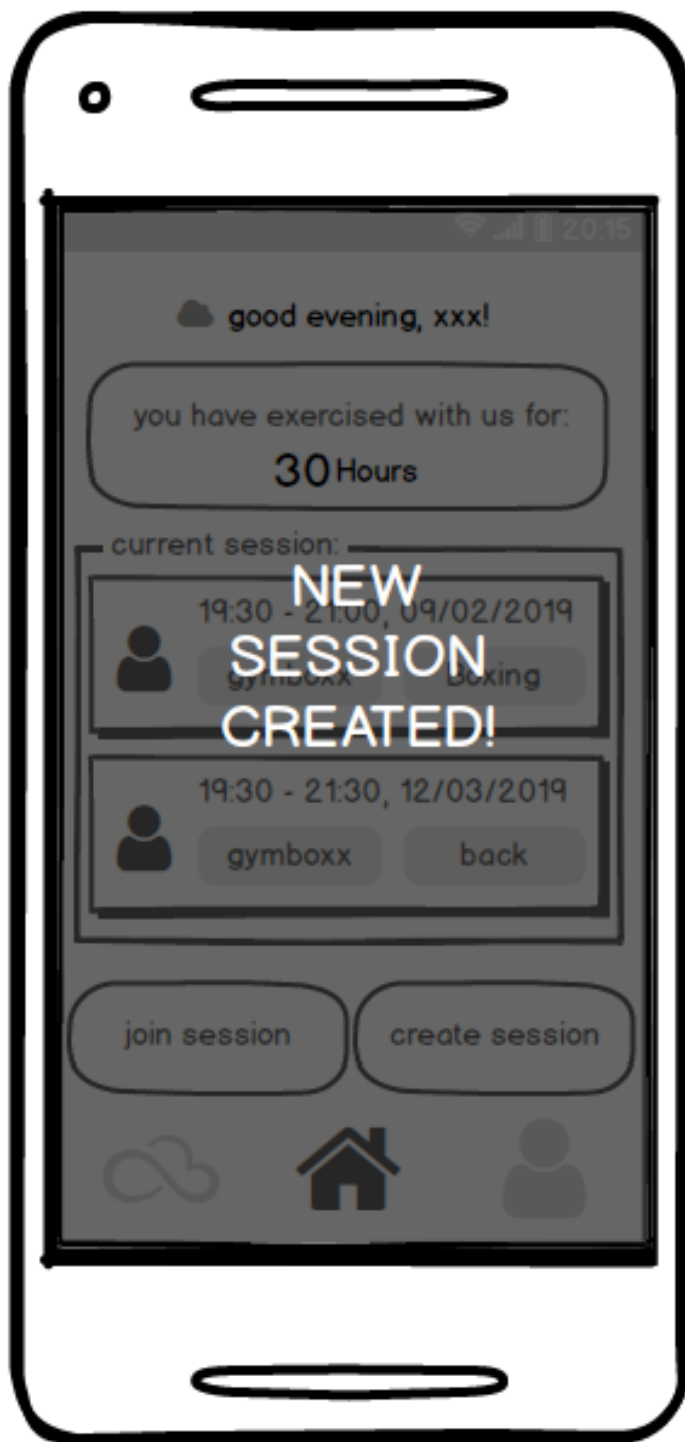 20:15
good evening, xxx!
you have exercised with us for:
30 Hours
current session:
NEW
SESSION
CREATED!
19:30 - 21:00, 09/02/2019
gymboxx Boxing
19:30 - 21:30, 12/03/2019
gymboxx back
join session create session